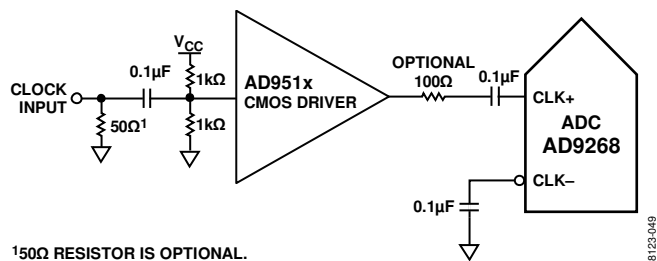 CLOCK
INPUT
50Ω¹
0.1µF
VCC
1kΩ
1kΩ
AD951x
CMOS DRIVER
OPTIONAL
100Ω
0.1µF
CLK+
ADC
AD9268
CLK–
0.1µF
¹50Ω RESISTOR IS OPTIONAL.
8123-049